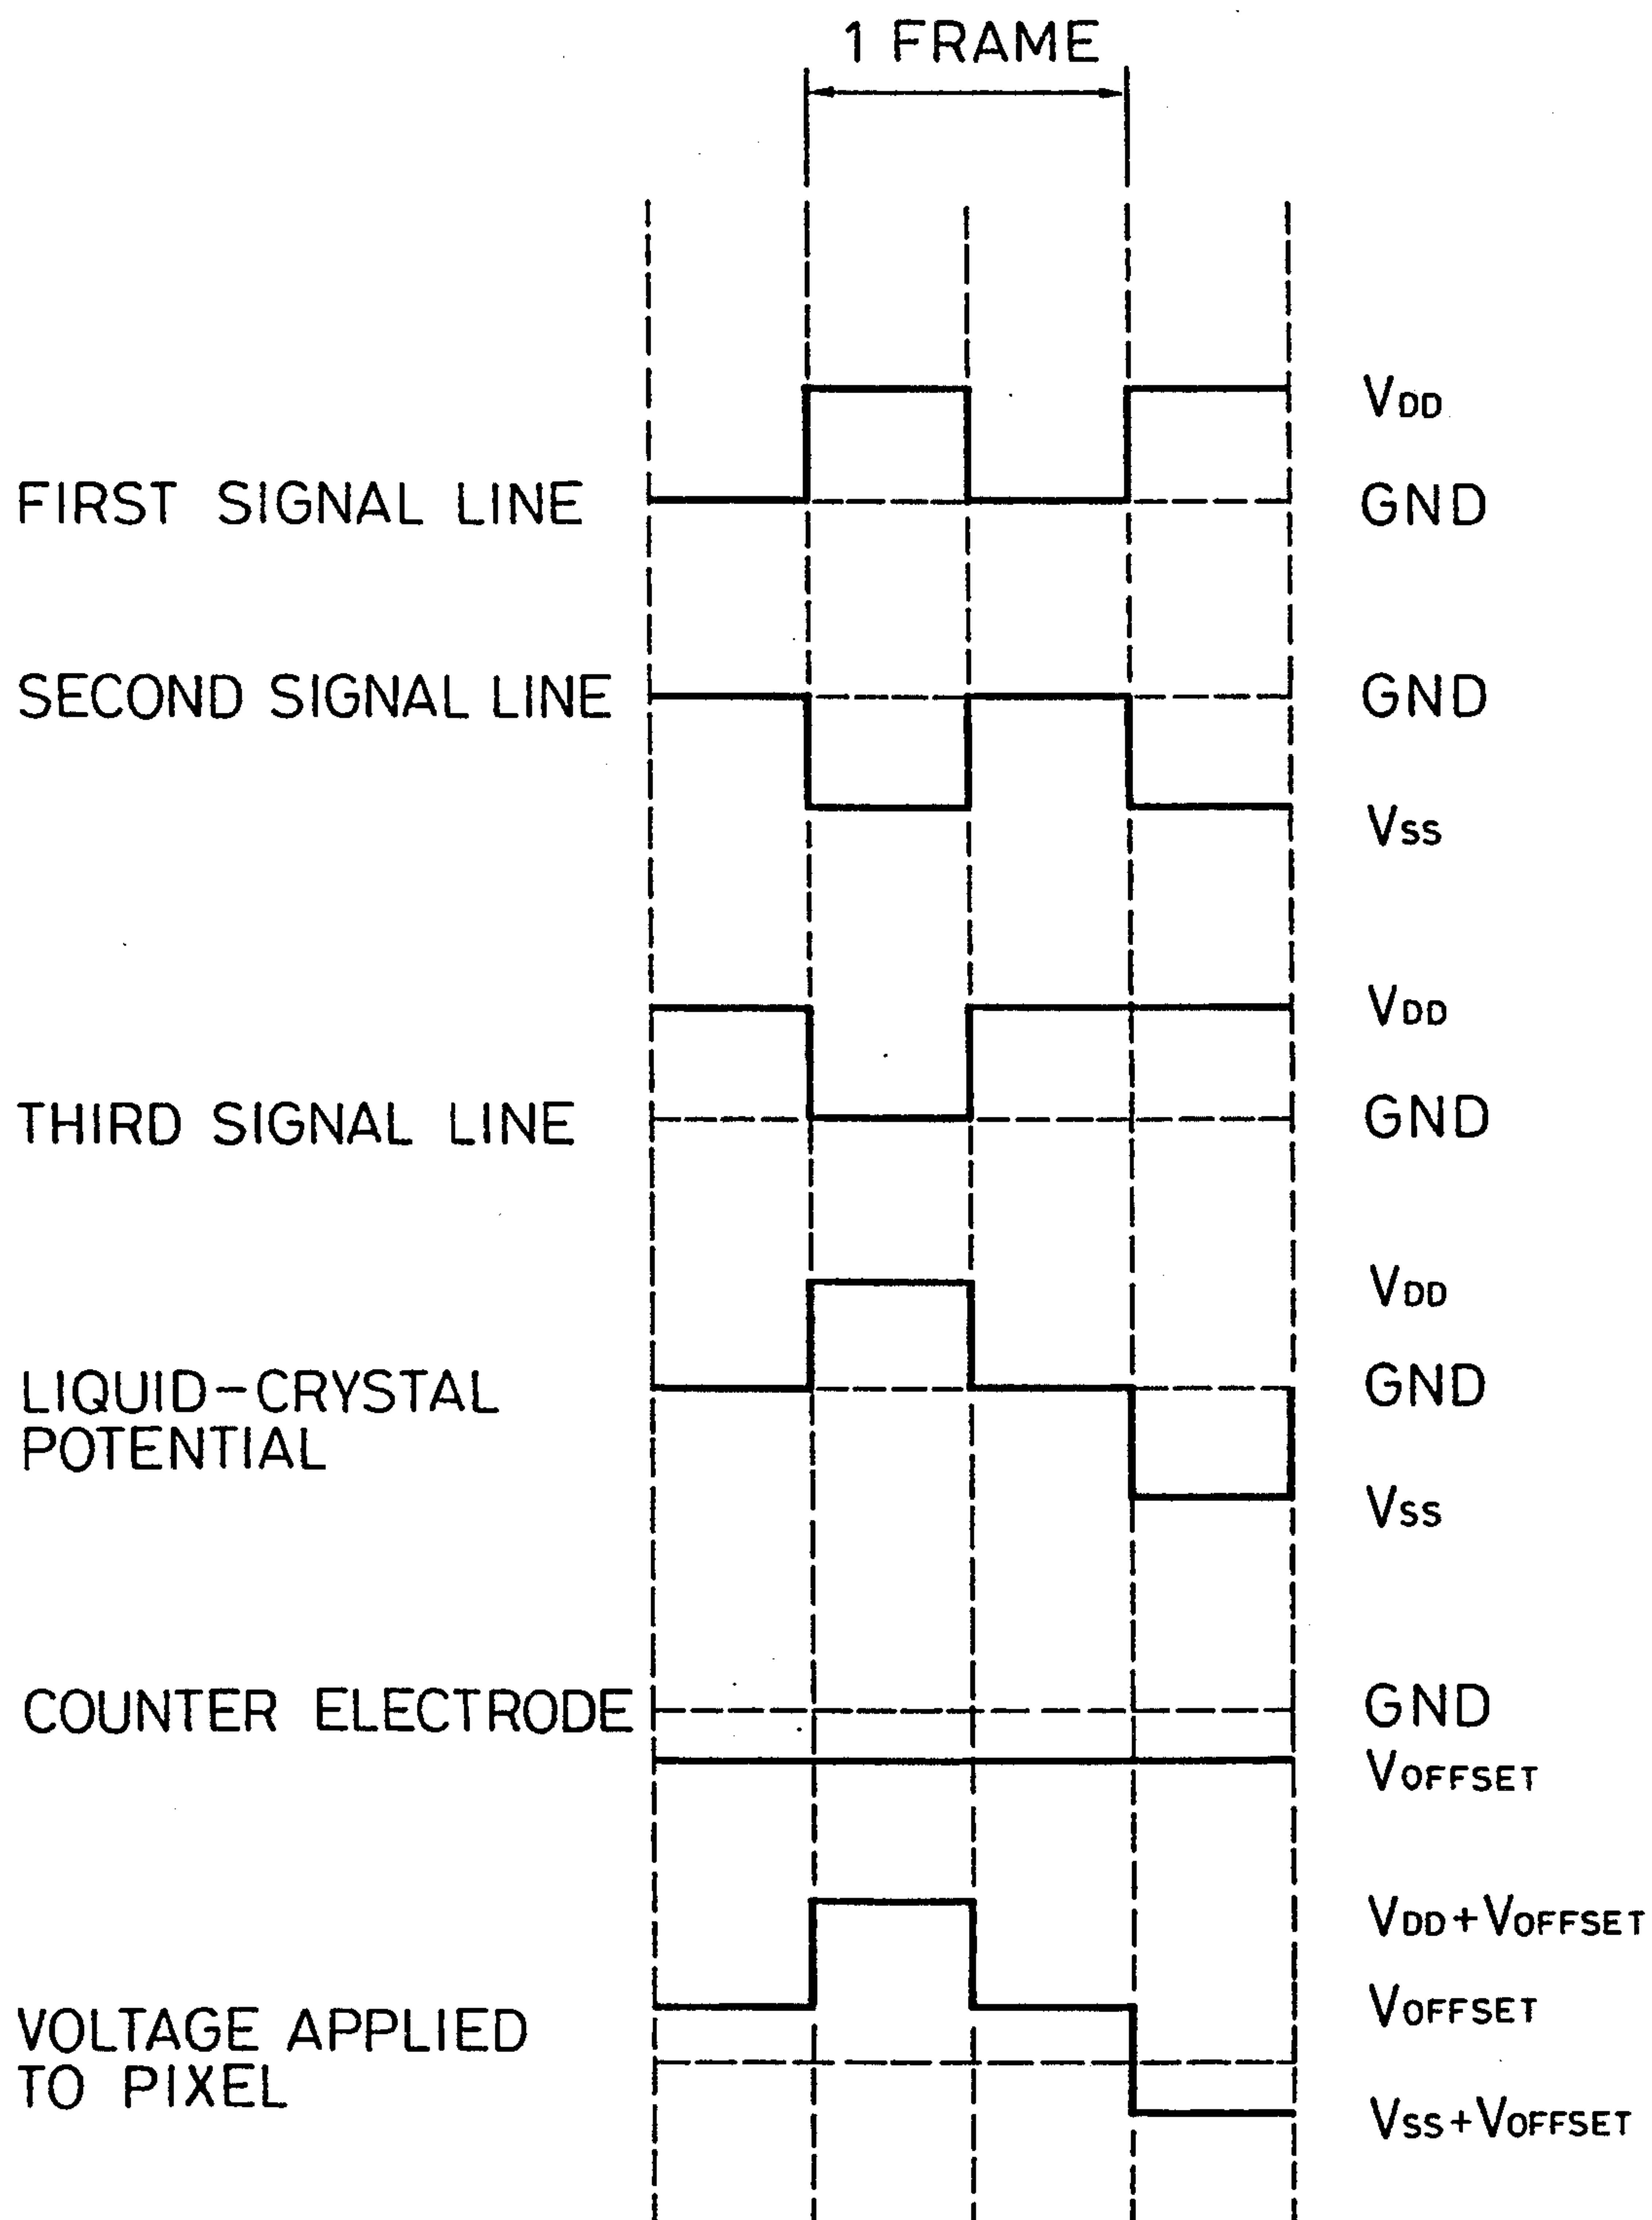 1 FRAME
VDD
FIRST SIGNAL LINE GND
SECOND SIGNAL LINE GND
VSS
VDD
THIRD SIGNAL LINE GND
VDD
LIQUID-CRYSTAL GND
POTENTIAL
VSS
COUNTER ELECTRODE GND
VOFFSET
VDD+VOFFSET
VOLTAGE APPLIED VOFFSET
TO PIXEL
VSS+VOFFSET